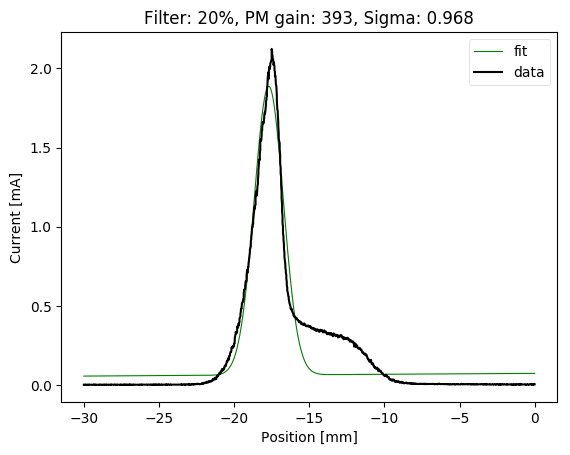 Filter: 20%, PM gain: 393, Sigma: 0.968
fit
data
2.0
1.5
1.0
0.5
0.0
Current [mA]
−30
−25
−20
−15
−10
−5
0
Position [mm]